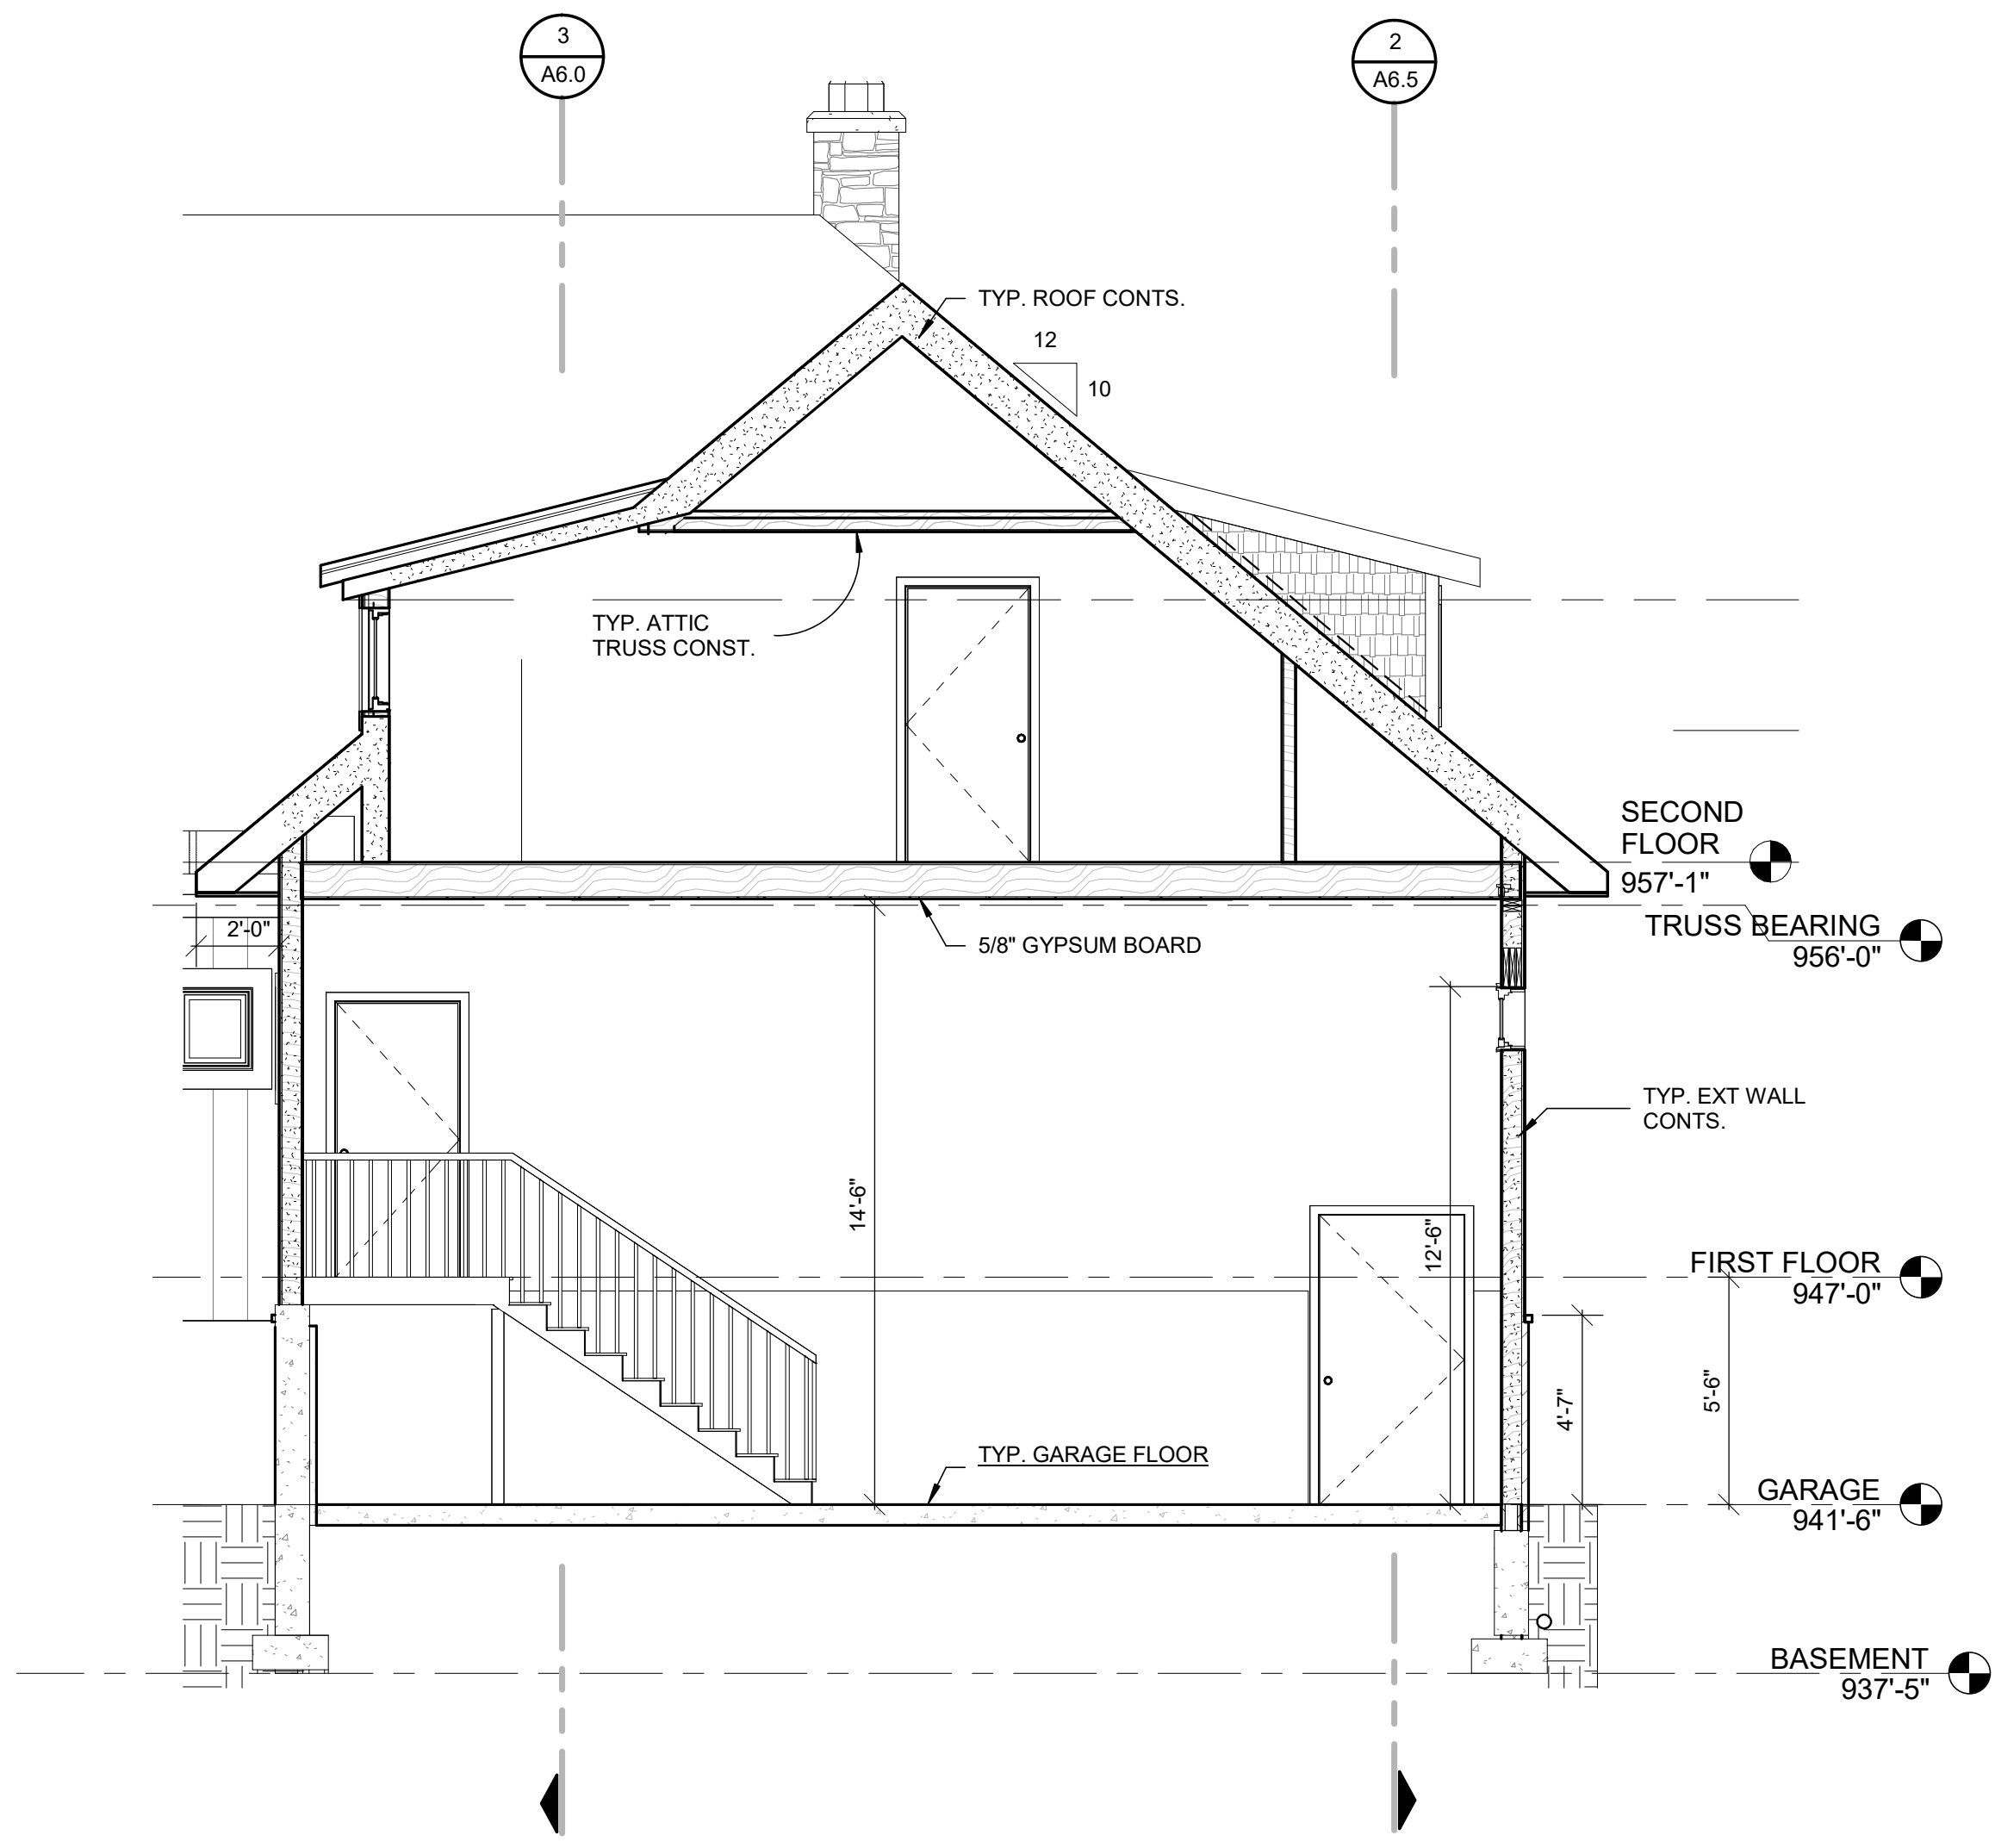 3
A6.0
2
A6.5
TYP. ROOF CONTS.
12
10
TYP. ATTIC
TRUSS CONST.
SECOND
FLOOR
957'-1"
TRUSS BEARING
956'-0"
2'-0"
5/8" GYPSUM BOARD
TYP. EXT WALL
CONTS.
14'-6"
12'-6"
FIRST FLOOR
947'-0"
4'-7"
5'-6"
TYP. GARAGE FLOOR
GARAGE
941'-6"
BASEMENT
937'-5"